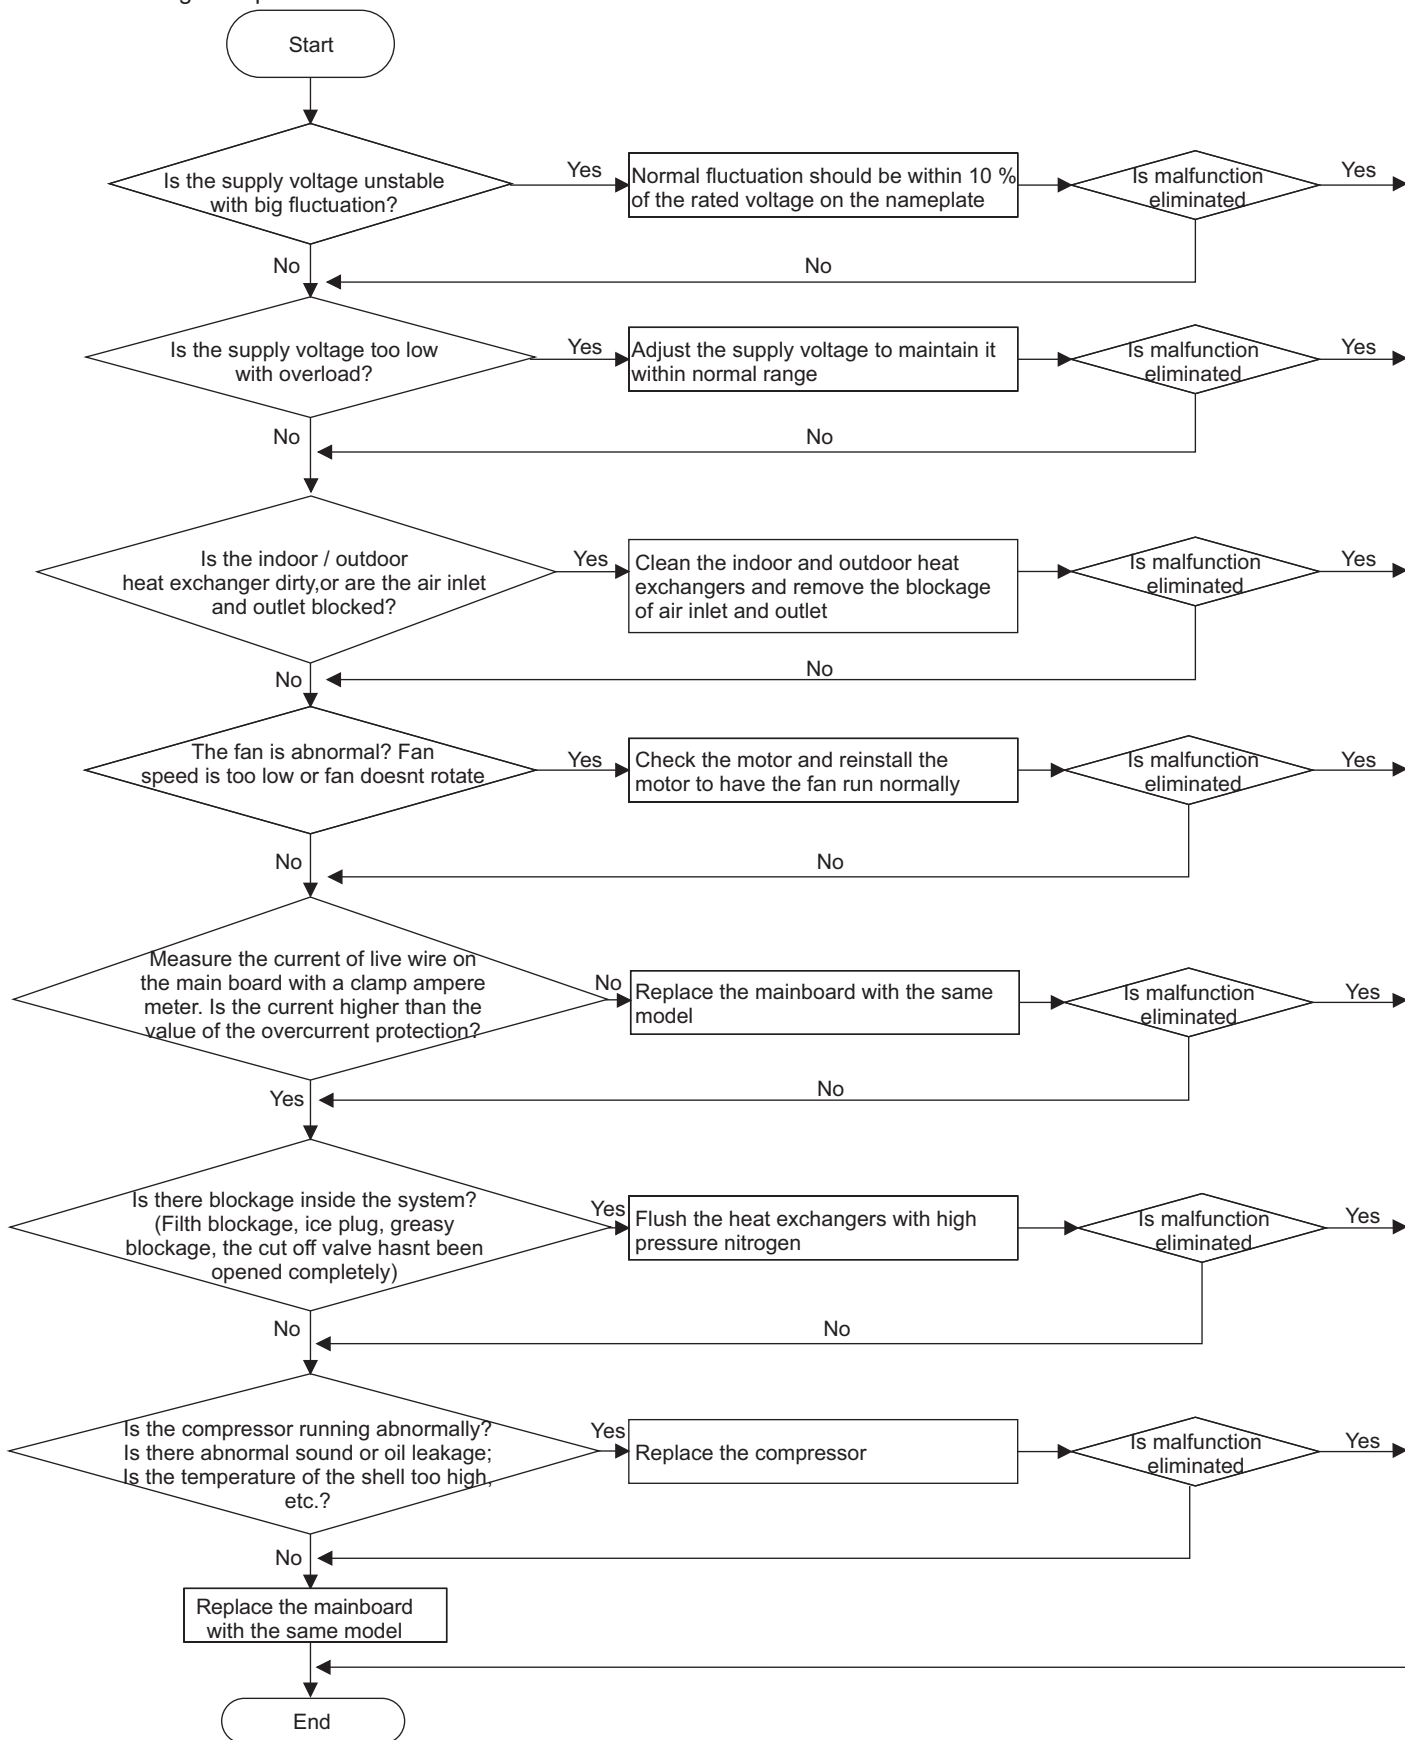 Start
Is the supply voltage unstable
with big fluctuation?
Yes
Normal fluctuation should be within 10 %
of the rated voltage on the nameplate
Is malfunction
eliminated
Yes
No
No
Is the supply voltage too low
with overload?
Yes
Adjust the supply voltage to maintain it
within normal range
Is malfunction
eliminated
Yes
No
No
Is the indoor / outdoor
heat exchanger dirty,or are the air inlet
and outlet blocked?
Yes
Clean the indoor and outdoor heat
exchangers and remove the blockage
of air inlet and outlet
Is malfunction
eliminated
Yes
No
No
The fan is abnormal? Fan
speed is too low or fan doesnt rotate
Yes
Check the motor and reinstall the
motor to have the fan run normally
Is malfunction
eliminated
Yes
No
No
Measure the current of live wire on
the main board with a clamp ampere
meter. Is the current higher than the
value of the overcurrent protection?
No
Replace the mainboard with the same
model
Is malfunction
eliminated
Yes
Yes
No
Is there blockage inside the system?
(Filth blockage, ice plug, greasy
blockage, the cut off valve hasnt been
opened completely)
Yes
Flush the heat exchangers with high
pressure nitrogen
Is malfunction
eliminated
Yes
No
No
Is the compressor running abnormally?
Is there abnormal sound or oil leakage;
Is the temperature of the shell too high,
etc.?
Yes
Replace the compressor
Is malfunction
eliminated
Yes
No
Replace the mainboard
with the same model
End